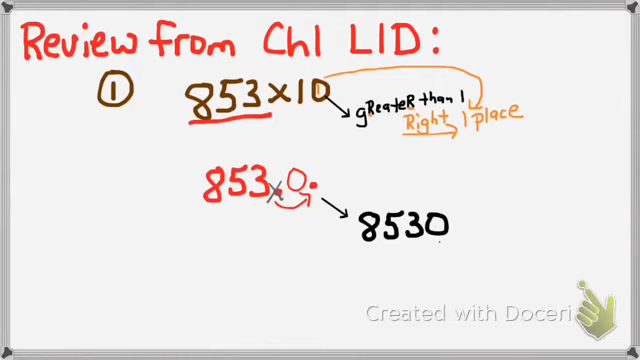 Review from Ch1 L1D:
① 853 × 10
greateR than 1
Right 1 place
853.0.
8530
Created with Doceri